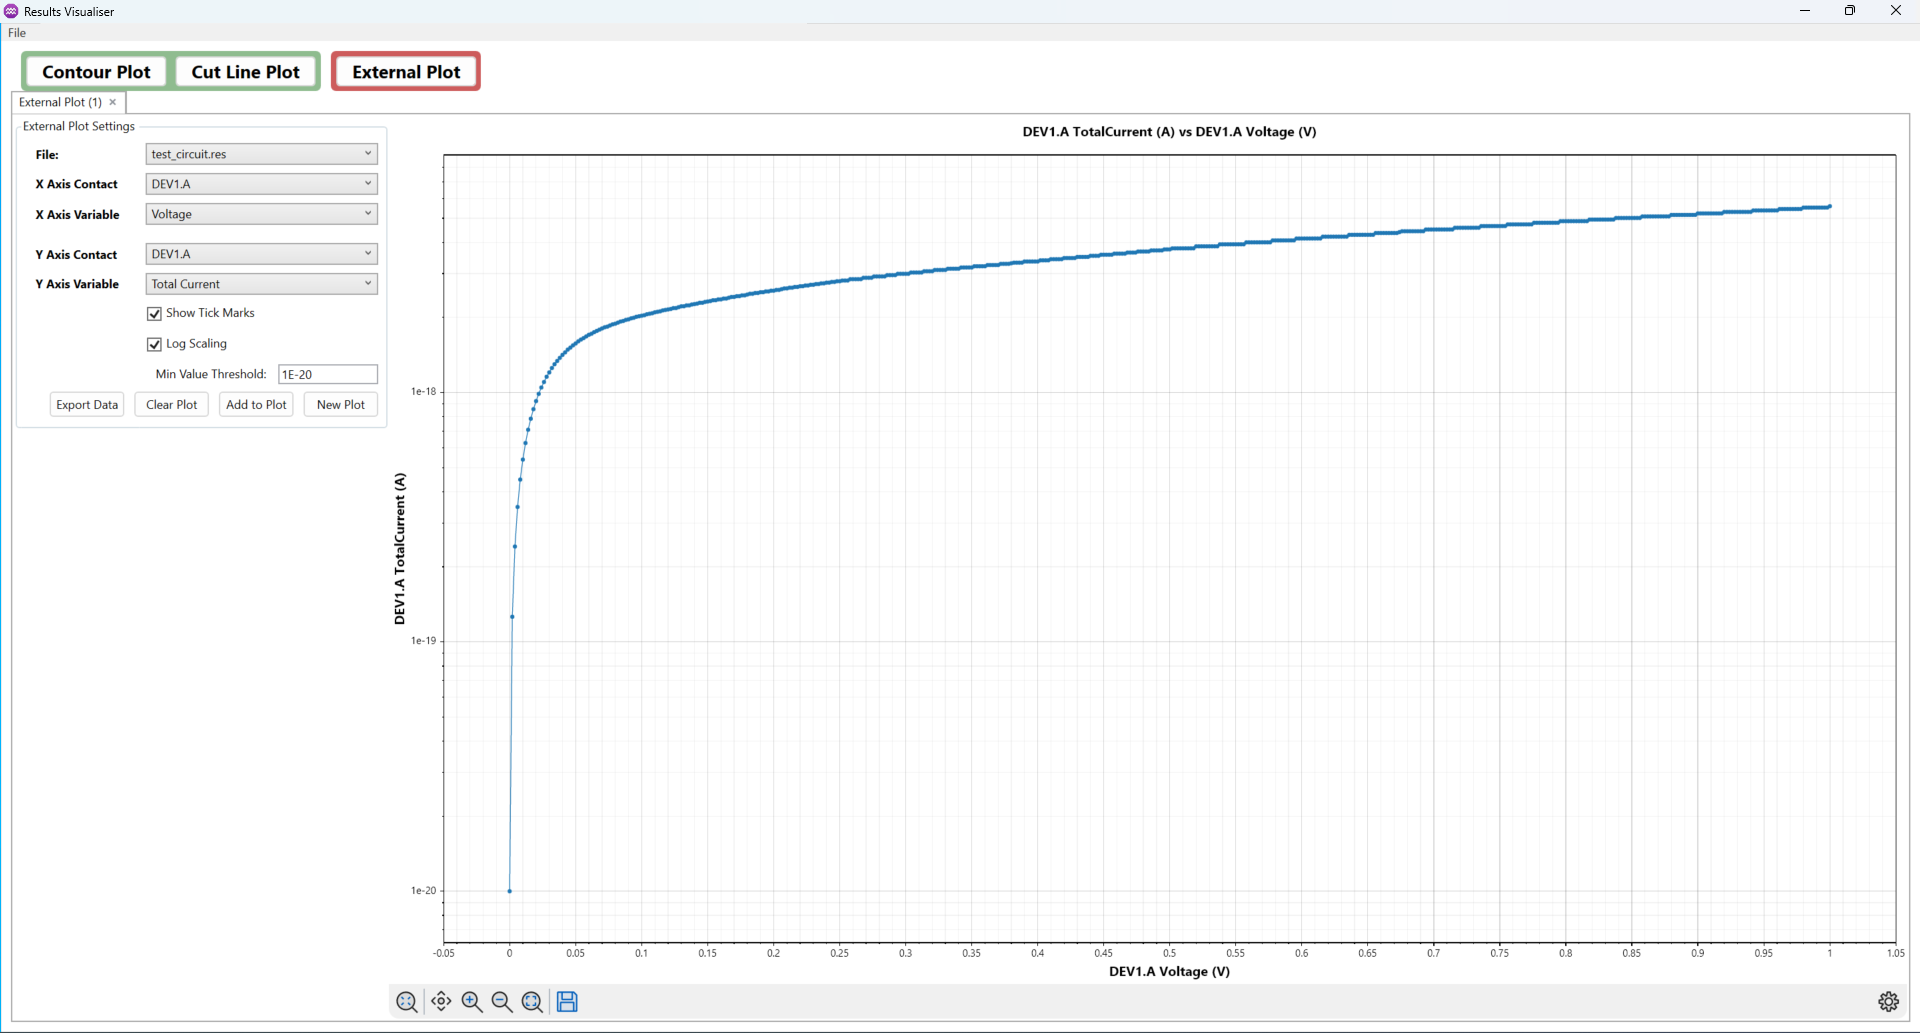 Results Visualiser
File
Contour Plot
Cut Line Plot
External Plot
External Plot (1)
External Plot Settings
File:
test_circuit.res
X Axis Contact
DEV1.A
X Axis Variable
Voltage
Y Axis Contact
DEV1.A
Y Axis Variable
Total Current
Show Tick Marks
Log Scaling
Min Value Threshold:
1E-20
Export Data
Clear Plot
Add to Plot
New Plot
DEV1.A TotalCurrent (A) vs DEV1.A Voltage (V)
DEV1.A TotalCurrent (A)
1e-18
1e-19
1e-20
-0.05 0 0.05 0.1 0.15 0.2 0.25 0.3 0.35 0.4 0.45 0.5 0.55 0.6 0.65 0.7 0.75 0.8 0.85 0.9 0.95 1 1.05
DEV1.A Voltage (V)